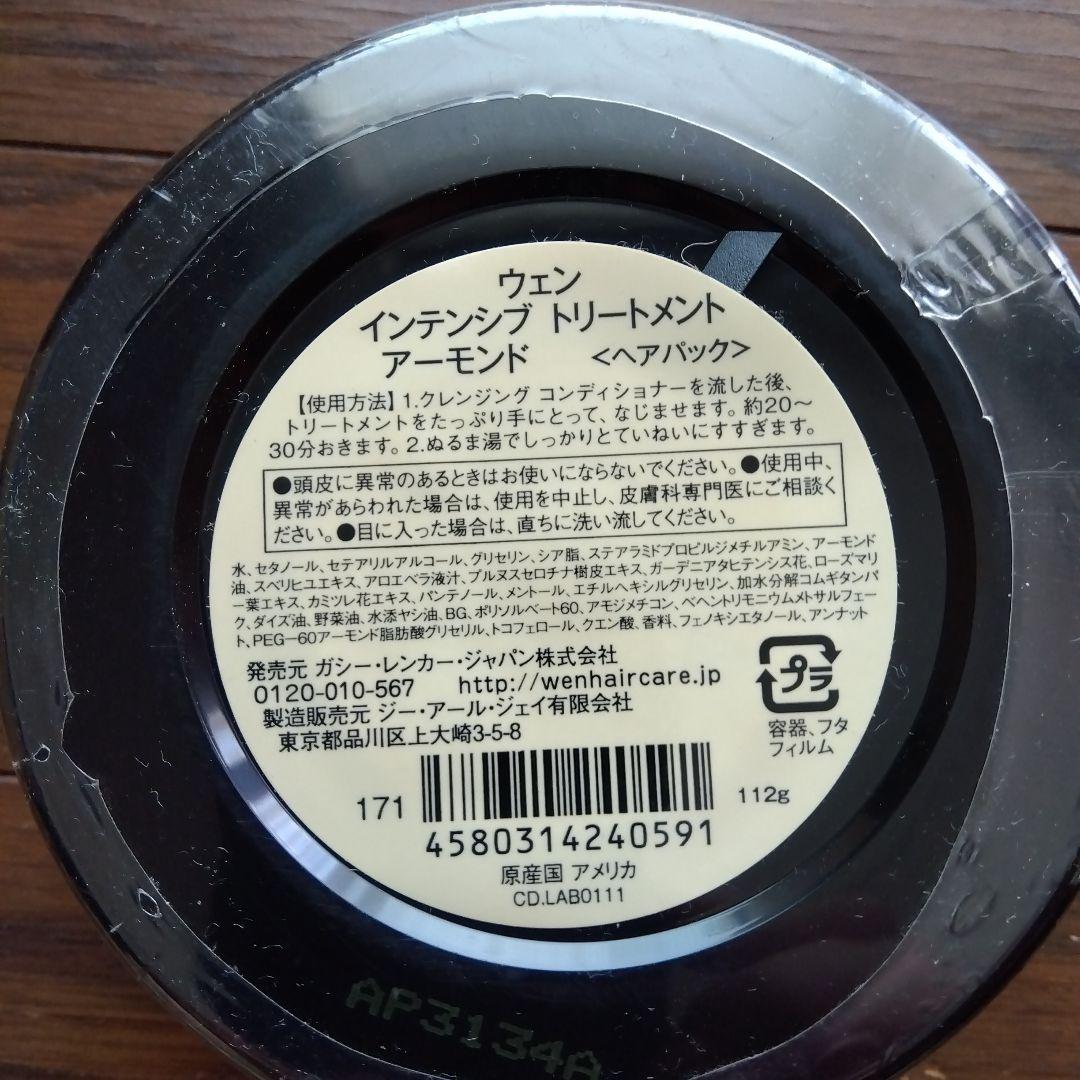 ウェン
インテンシブ トリートメント
アーモンド <ヘアパック>
【使用方法】1.クレンジング コンディショナーを流した後、
トリートメントをたっぷり手にとって、なじませます。約20〜
30分おきます。2.ぬるま湯でしっかりとていねいにすすぎます。
●頭皮に異常のあるときはお使いにならないでください。●使用中、
異常があらわれた場合は、使用を中止し、皮膚科専門医にご相談く
ださい。●目に入った場合は、直ちに洗い流してください。
水、セタノール、セテアリルアルコール、グリセリン、シア脂、ステアラミドプロピルジメチルアミン、アーモンド
油、スベリヒユエキス、アロエベラ液汁、プルヌスセロチナ樹皮エキス、ガーデニアタヒテンシス花、ローズマリ
ー葉エキス、カミツレ花エキス、パンテノール、メントール、エチルヘキシルグリセリン、加水分解コムギタンパ
ク、ダイズ油、野菜油、水添ヤシ油、BG、ポリソルベート60、アモジメチコン、ベヘントリモニウムメトサルフェー
ト、PEG-60アーモンド脂肪酸グリセリル、トコフェロール、クエン酸、香料、フェノキシエタノール、アンナット
発売元 ガシー・レンカー・ジャパン株式会社
0120-010-567 http://wenhaircare.jp
製造販売元 ジー・アール・ジェイ有限会社
東京都品川区上大崎3-5-8
プラ
容器、フタ
フィルム
171
112g
4580314240591
原産国 アメリカ
CD.LAB0111
AP3134A